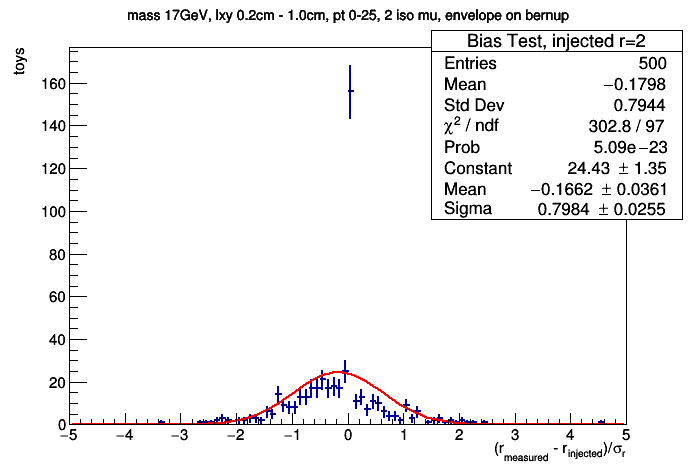 mass 17GeV, lxy 0.2cm - 1.0cm, pt 0-25, 2 iso mu, envelope on bernup
Bias Test, injected r=2
Entries 500
Mean −0.1798
Std Dev 0.7944
χ² / ndf 302.8 / 97
Prob 5.09e−23
Constant 24.43 ± 1.35
Mean −0.1662 ± 0.0361
Sigma 0.7984 ± 0.0255
toys
160
140
120
100
80
60
40
20
0
−5 −4 −3 −2 −1 0 1 2 3 4 5
(r_measured - r_injected)/σ_r